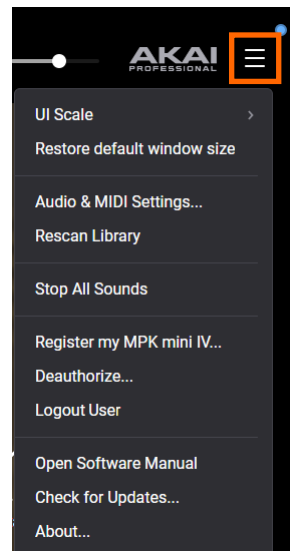 AKAI
PROFESSIONAL
UI Scale
Restore default window size
Audio & MIDI Settings...
Rescan Library
Stop All Sounds
Register my MPK mini IV...
Deauthorize...
Logout User
Open Software Manual
Check for Updates...
About...